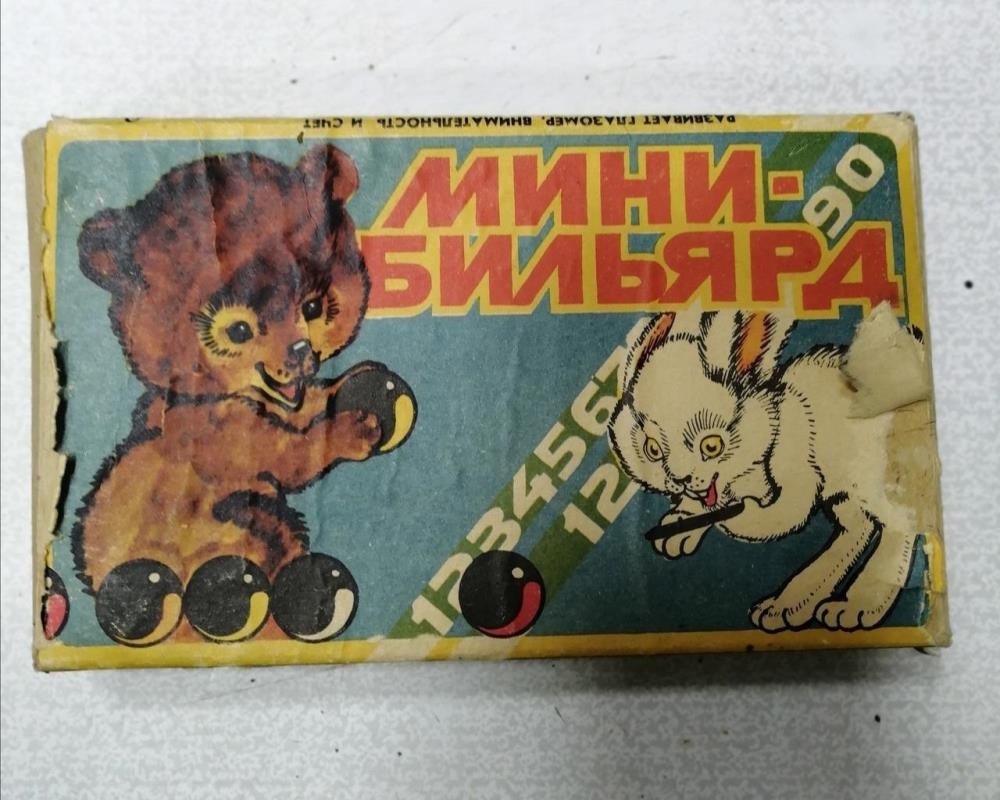 РАЗВИВАЕТ ГЛАЗОМЕР, ВНИМАТЕЛЬНОСТЬ И СЧЕТ
МИНИ-
БИЛЬЯРД
90
1234567
12